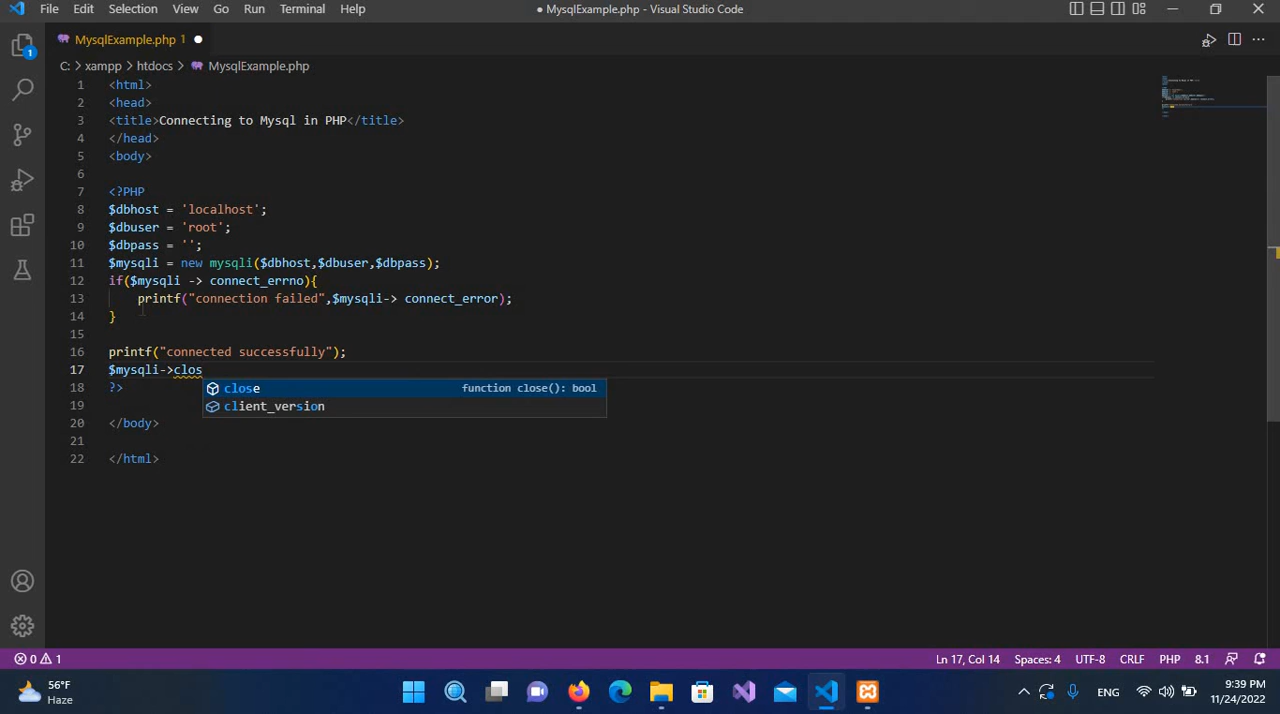 File Edit Selection View Go Run Terminal Help
● MysqlExample.php - Visual Studio Code
MysqlExample.php 1 ●
C: > xampp > htdocs > MysqlExample.php
1 <html>
2 <head>
3 <title>Connecting to Mysql in PHP</title>
4 </head>
5 <body>
6
7 <?PHP
8 $dbhost = 'localhost';
9 $dbuser = 'root';
10 $dbpass = '';
11 $mysqli = new mysqli($dbhost,$dbuser,$dbpass);
12 if($mysqli -> connect_errno){
13 printf("connection failed",$mysqli-> connect_error);
14 }
15
16 printf("connected successfully");
17 $mysqli->clos
close function close(): bool
18 ?>
client_version
19
20 </body>
21
22 </html>
1
0 1
Ln 17, Col 14 Spaces: 4 UTF-8 CRLF PHP 8.1
56°F
Haze
ENG
9:39 PM
11/24/2022